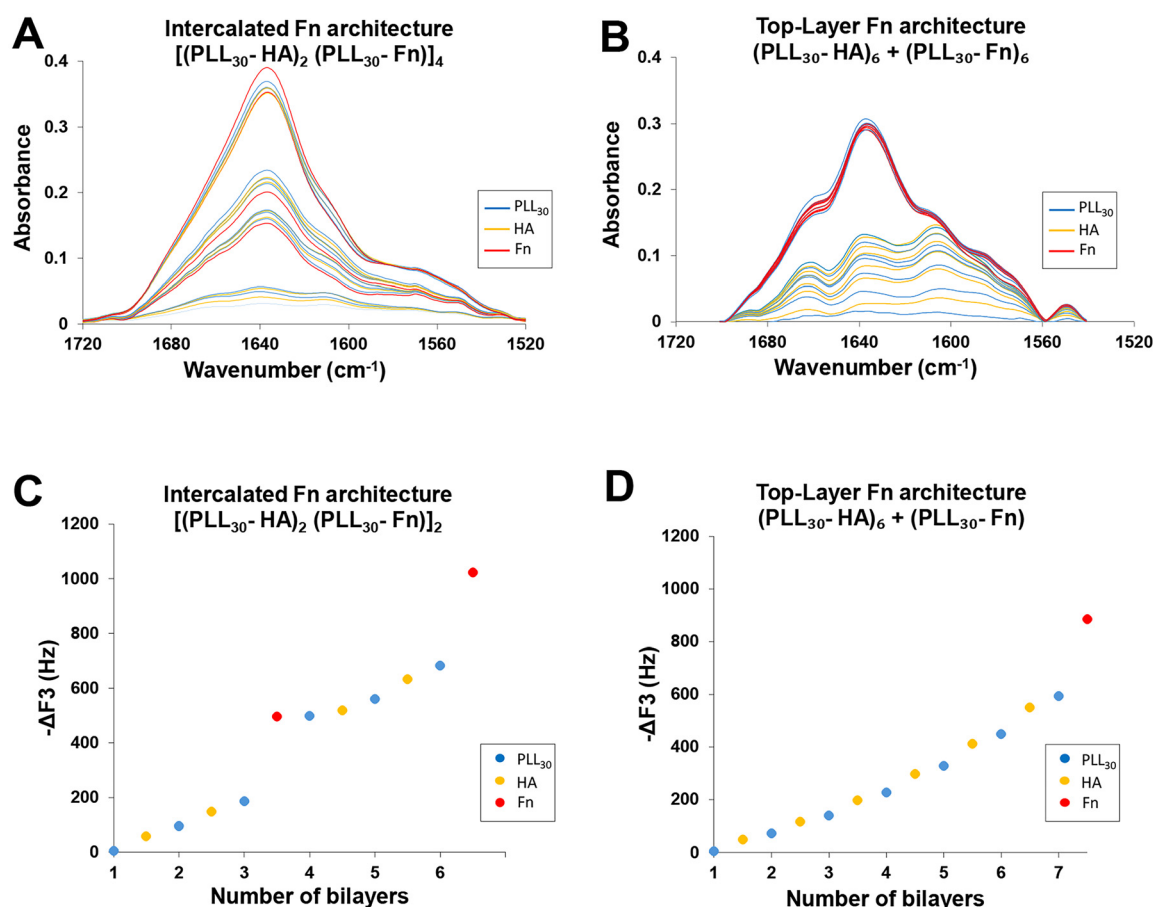 A
Intercalated Fn architecture
[(PLL₃₀- HA)₂ (PLL₃₀- Fn)]₄
0.4
0.3
0.2
0.1
0
Absorbance
1720
1680
1640
1600
1560
1520
Wavenumber (cm⁻¹)
PLL₃₀
HA
Fn
B
Top-Layer Fn architecture
(PLL₃₀- HA)₆ + (PLL₃₀- Fn)₆
0.4
0.3
0.2
0.1
0
Absorbance
1720
1680
1640
1600
1560
1520
Wavenumber (cm⁻¹)
PLL₃₀
HA
Fn
C
Intercalated Fn architecture
[(PLL₃₀- HA)₂ (PLL₃₀- Fn)]₂
1200
1000
800
600
400
200
0
-ΔF3 (Hz)
1
2
3
4
5
6
Number of bilayers
PLL₃₀
HA
Fn
D
Top-Layer Fn architecture
(PLL₃₀- HA)₆ + (PLL₃₀- Fn)
1200
1000
800
600
400
200
0
-ΔF3 (Hz)
1
2
3
4
5
6
7
Number of bilayers
PLL₃₀
HA
Fn